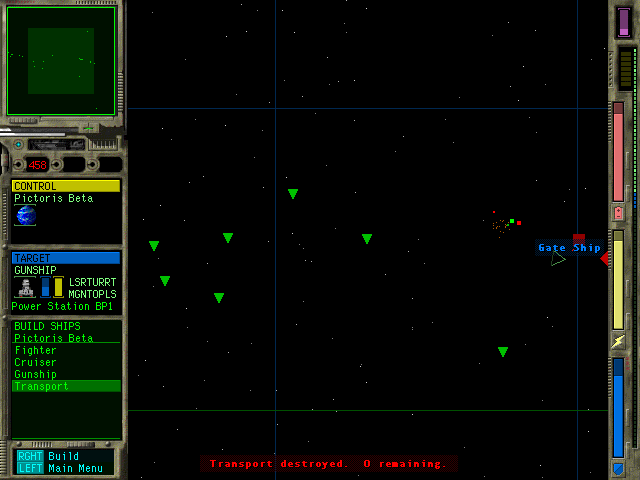 458
CONTROL
Pictoris Beta
TARGET
GUNSHIP
LSRTURRT
MGNTOPLS
Power Station BP1
BUILD SHIPS
Pictoris Beta
Fighter
Cruiser
Gunship
Transport
RGHT Build
LEFT Main Menu
Gate Ship
Transport destroyed. 0 remaining.